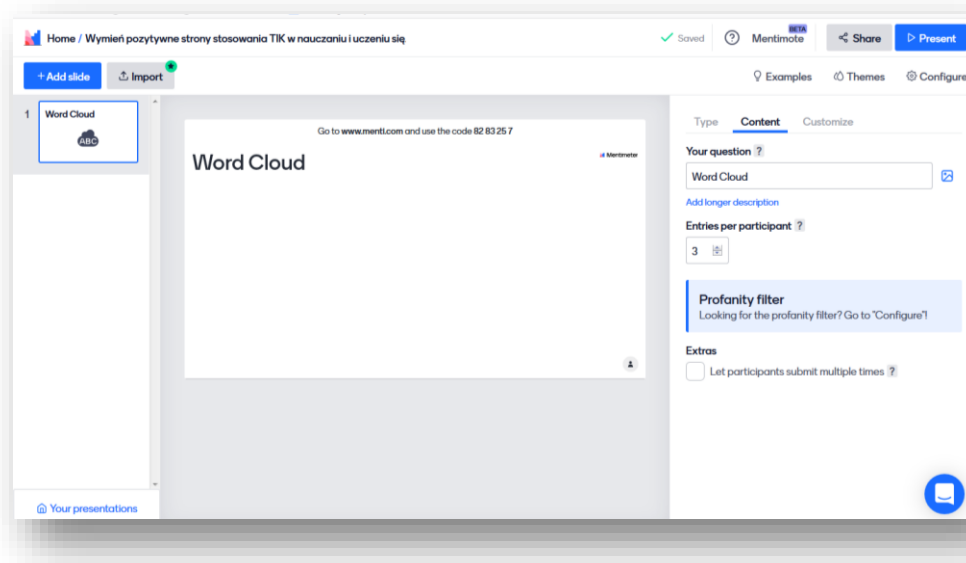 Home / Wymień pozytywne strony stosowania TIK w nauczaniu i uczeniu się
Saved
?
Mentimote
BETA
Share
Present
+Add slide
Import
Examples
Themes
Configure
1
Word Cloud
ABC
Go to www.menti.com and use the code 82 83 25 7
Word Cloud
Mentimeter
Type
Content
Customize
Your question ?
Word Cloud
Add longer description
Entries per participant ?
3
Profanity filter
Looking for the profanity filter? Go to "Configure"!
Extras
Let participants submit multiple times ?
Your presentations